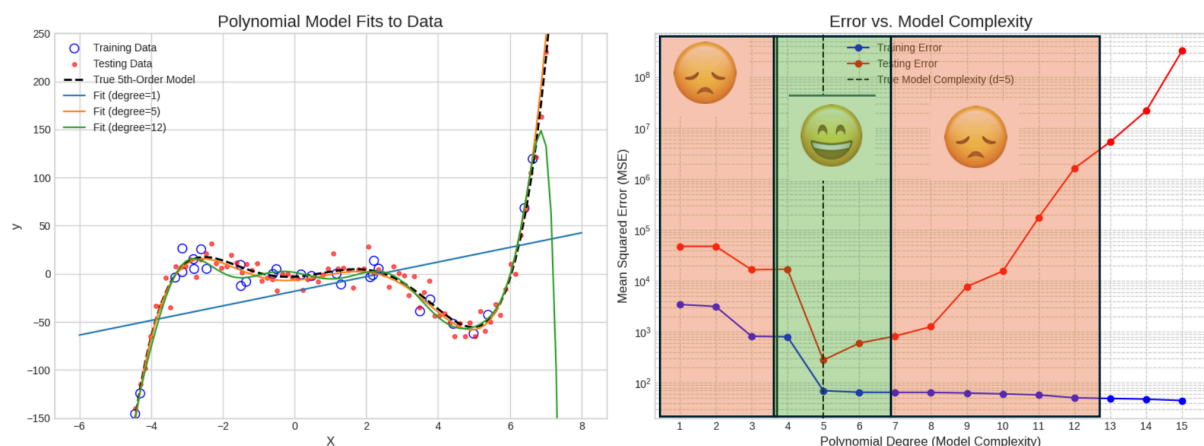 Polynomial Model Fits to Data
Training Data
Testing Data
True 5th-Order Model
Fit (degree=1)
Fit (degree=5)
Fit (degree=12)
250
200
150
100
50
0
−50
−100
−150
y
−6 −4 −2 0 2 4 6 8
X
Error vs. Model Complexity
Training Error
Testing Error
True Model Complexity (d=5)
10⁸
10⁷
10⁶
10⁵
10⁴
10³
10²
Mean Squared Error (MSE)
1 2 3 4 5 6 7 8 9 10 11 12 13 14 15
Polynomial Degree (Model Complexity)